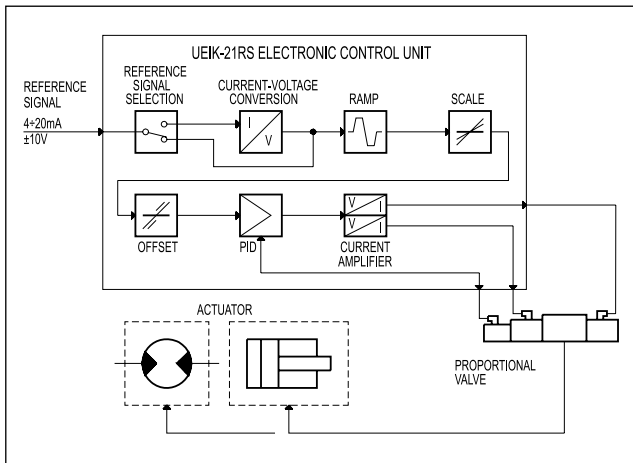 UEIK-21RS ELECTRONIC CONTROL UNIT
REFERENCE
SIGNAL
4÷20mA
±10V
REFERENCE
SIGNAL
SELECTION
CURRENT-VOLTAGE
CONVERSION
RAMP
SCALE
I
V
OFFSET
PID
V
I
V
I
CURRENT
AMPLIFIER
ACTUATOR
PROPORTIONAL
VALVE